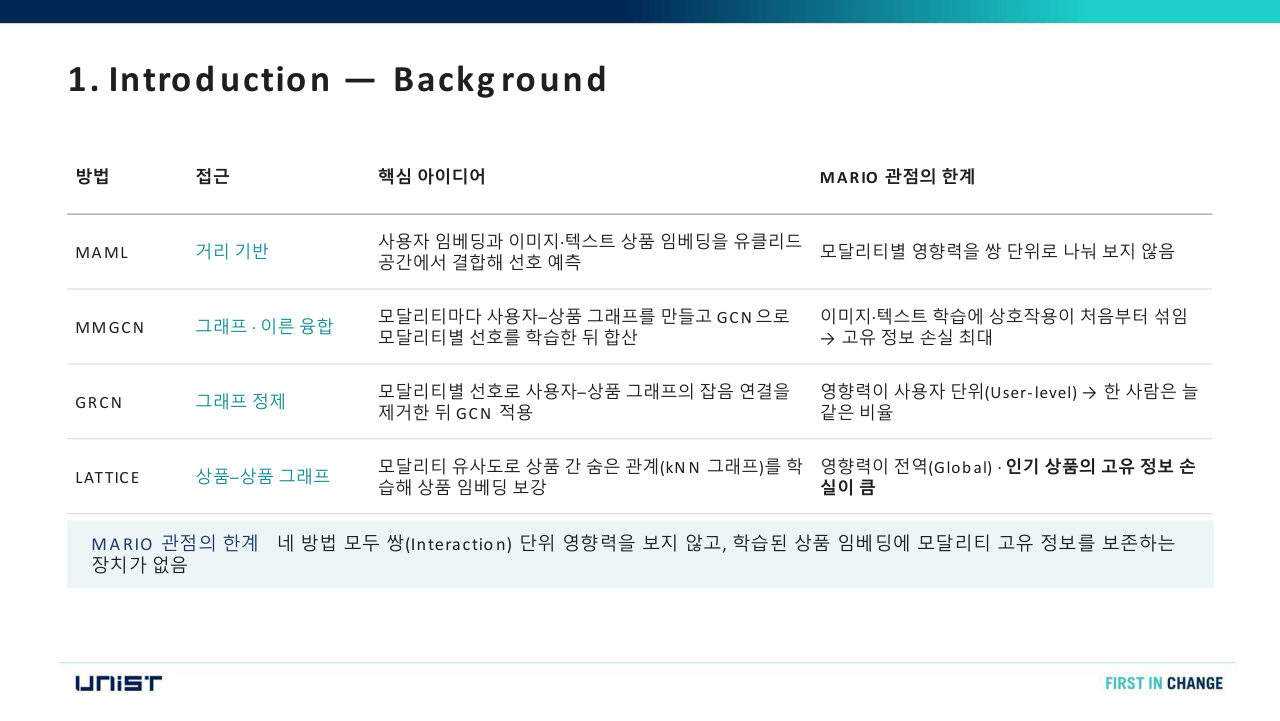 1. Introduction — Background
방법 접근 핵심 아이디어 MARIO 관점의 한계
MAML 거리 기반 사용자 임베딩과 이미지·텍스트 상품 임베딩을 유클리드
공간에서 결합해 선호 예측 모달리티별 영향력을 쌍 단위로 나눠 보지 않음
MMGCN 그래프 · 이른 융합 모달리티마다 사용자–상품 그래프를 만들고 GCN으로
모달리티별 선호를 학습한 뒤 합산 이미지·텍스트 학습에 상호작용이 처음부터 섞임
→ 고유 정보 손실 최대
GRCN 그래프 정제 모달리티별 선호로 사용자–상품 그래프의 잡음 연결을
제거한 뒤 GCN 적용 영향력이 사용자 단위(User-level) → 한 사람은 늘
같은 비율
LATTICE 상품–상품 그래프 모달리티 유사도로 상품 간 숨은 관계(kNN 그래프)를 학
습해 상품 임베딩 보강 영향력이 전역(Global) · 인기 상품의 고유 정보 손
실이 큼
MARIO 관점의 한계 네 방법 모두 쌍(Interaction) 단위 영향력을 보지 않고, 학습된 상품 임베딩에 모달리티 고유 정보를 보존하는
장치가 없음
UNIST
FIRST IN CHANGE